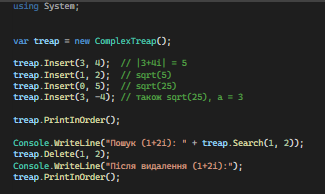 using System;
var treap = new ComplexTreap();
treap.Insert(3, 4);  // |3+4i| = 5
treap.Insert(1, 2);  // sqrt(5)
treap.Insert(0, 5);  // sqrt(25)
treap.Insert(3, -4); // також sqrt(25), a = 3
treap.PrintInOrder();
Console.WriteLine("Пошук (1+2i): " + treap.Search(1, 2));
treap.Delete(1, 2);
Console.WriteLine("Після видалення (1+2i):");
treap.PrintInOrder();